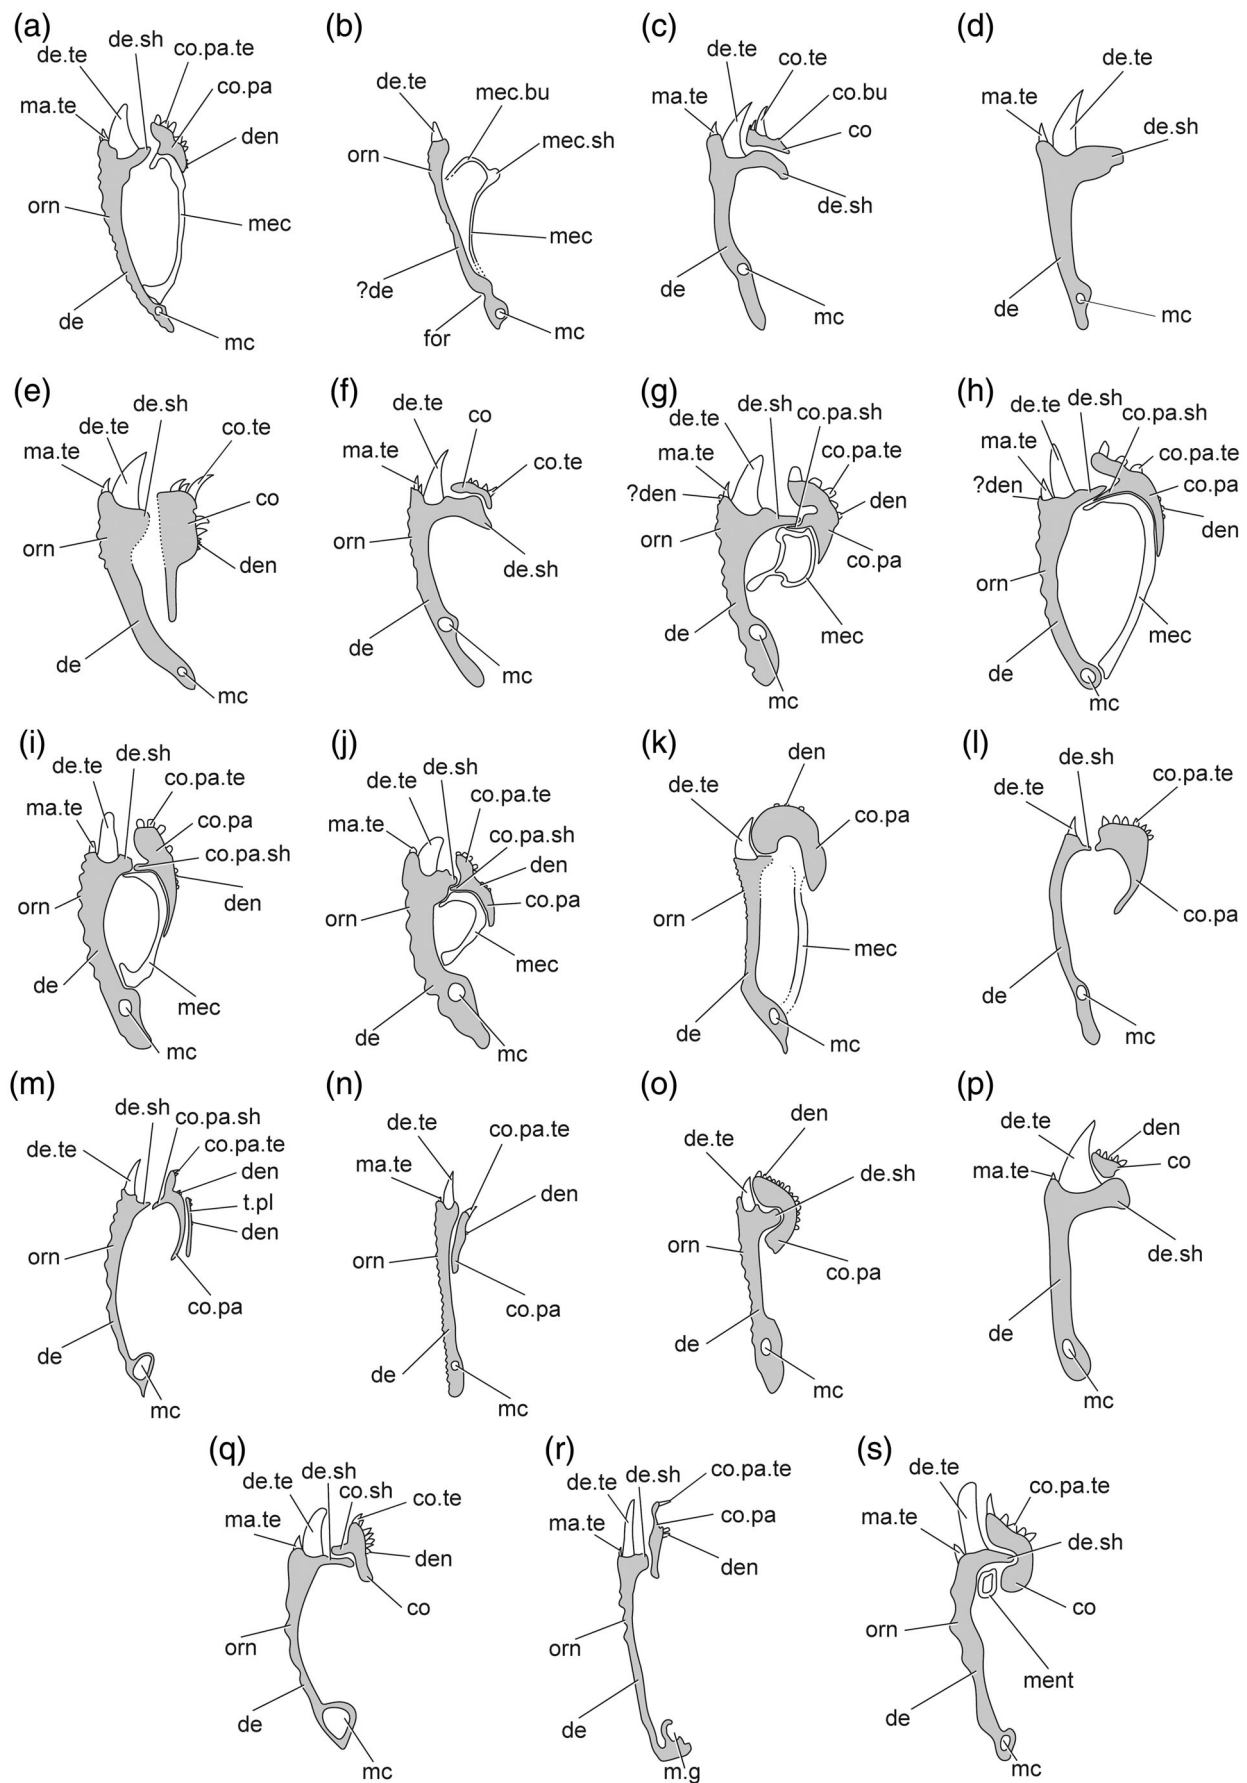 (a)
de.sh
co.pa.te
de.te
co.pa
ma.te
den
orn
mec
de
mc
(b)
de.te
mec.bu
mec.sh
orn
mec
?de
for
mc
(c)
de.te
co.te
ma.te
co.bu
co
de.sh
de
mc
(d)
de.te
ma.te
de.sh
de
mc
(e)
de.sh
de.te
co.te
ma.te
co
orn
den
de
mc
(f)
de.te
co
ma.te
co.te
orn
de.sh
de
mc
(g)
de.sh
co.pa.sh
de.te
co.pa.te
ma.te
?den
den
orn
co.pa
de
mec
mc
(h)
de.sh
de.te
co.pa.sh
ma.te
co.pa.te
?den
co.pa
den
orn
mec
de
mc
(i)
de.sh
de.te
co.pa.te
ma.te
co.pa
co.pa.sh
den
orn
de
mec
mc
(j)
de.sh
de.te
co.pa.te
ma.te
co.pa.sh
den
co.pa
orn
mec
de
mc
(k)
den
de.te
co.pa
orn
mec
de
mc
(l)
de.sh
co.pa.te
de.te
co.pa
de
mc
(m)
de.sh
co.pa.sh
de.te
co.pa.te
den
t.pl
den
orn
co.pa
de
mc
(n)
de.te
co.pa.te
ma.te
den
orn
co.pa
de
mc
(o)
den
de.te
de.sh
orn
co.pa
de
mc
(p)
de.te
den
co
ma.te
de.sh
de
mc
(q)
de.sh
de.te
co.sh
co.te
ma.te
den
co
orn
de
mc
(r)
de.te
de.sh
co.pa.te
ma.te
co.pa
den
orn
de
m.g
(s)
de.te
co.pa.te
ma.te
de.sh
co
orn
ment
de
mc